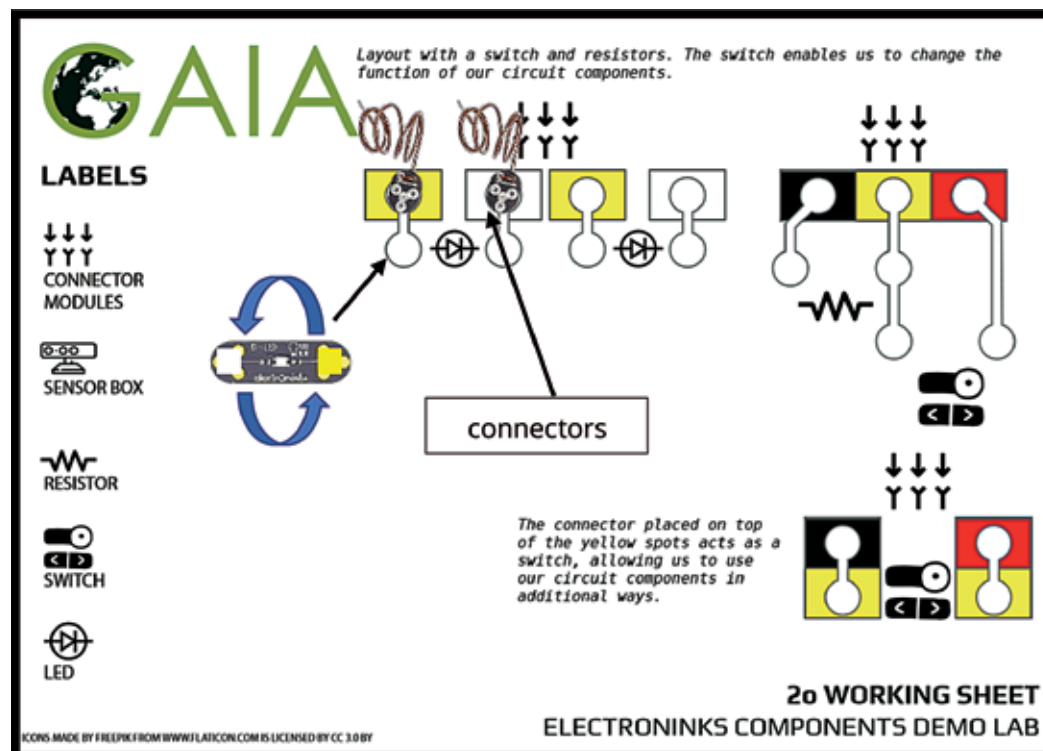 GAIA
Layout with a switch and resistors. The switch enables us to change the
function of our circuit components.
LABELS
CONNECTOR
MODULES
SENSOR BOX
RESISTOR
SWITCH
LED
connectors
The connector placed on top
of the yellow spots acts as a
switch, allowing us to use
our circuit components in
additional ways.
2o WORKING SHEET
ELECTRONINKS COMPONENTS DEMO LAB
ICONS MADE BY FREEPIK FROM WWW.FLATICON.COM IS LICENSED BY CC 3.0 BY